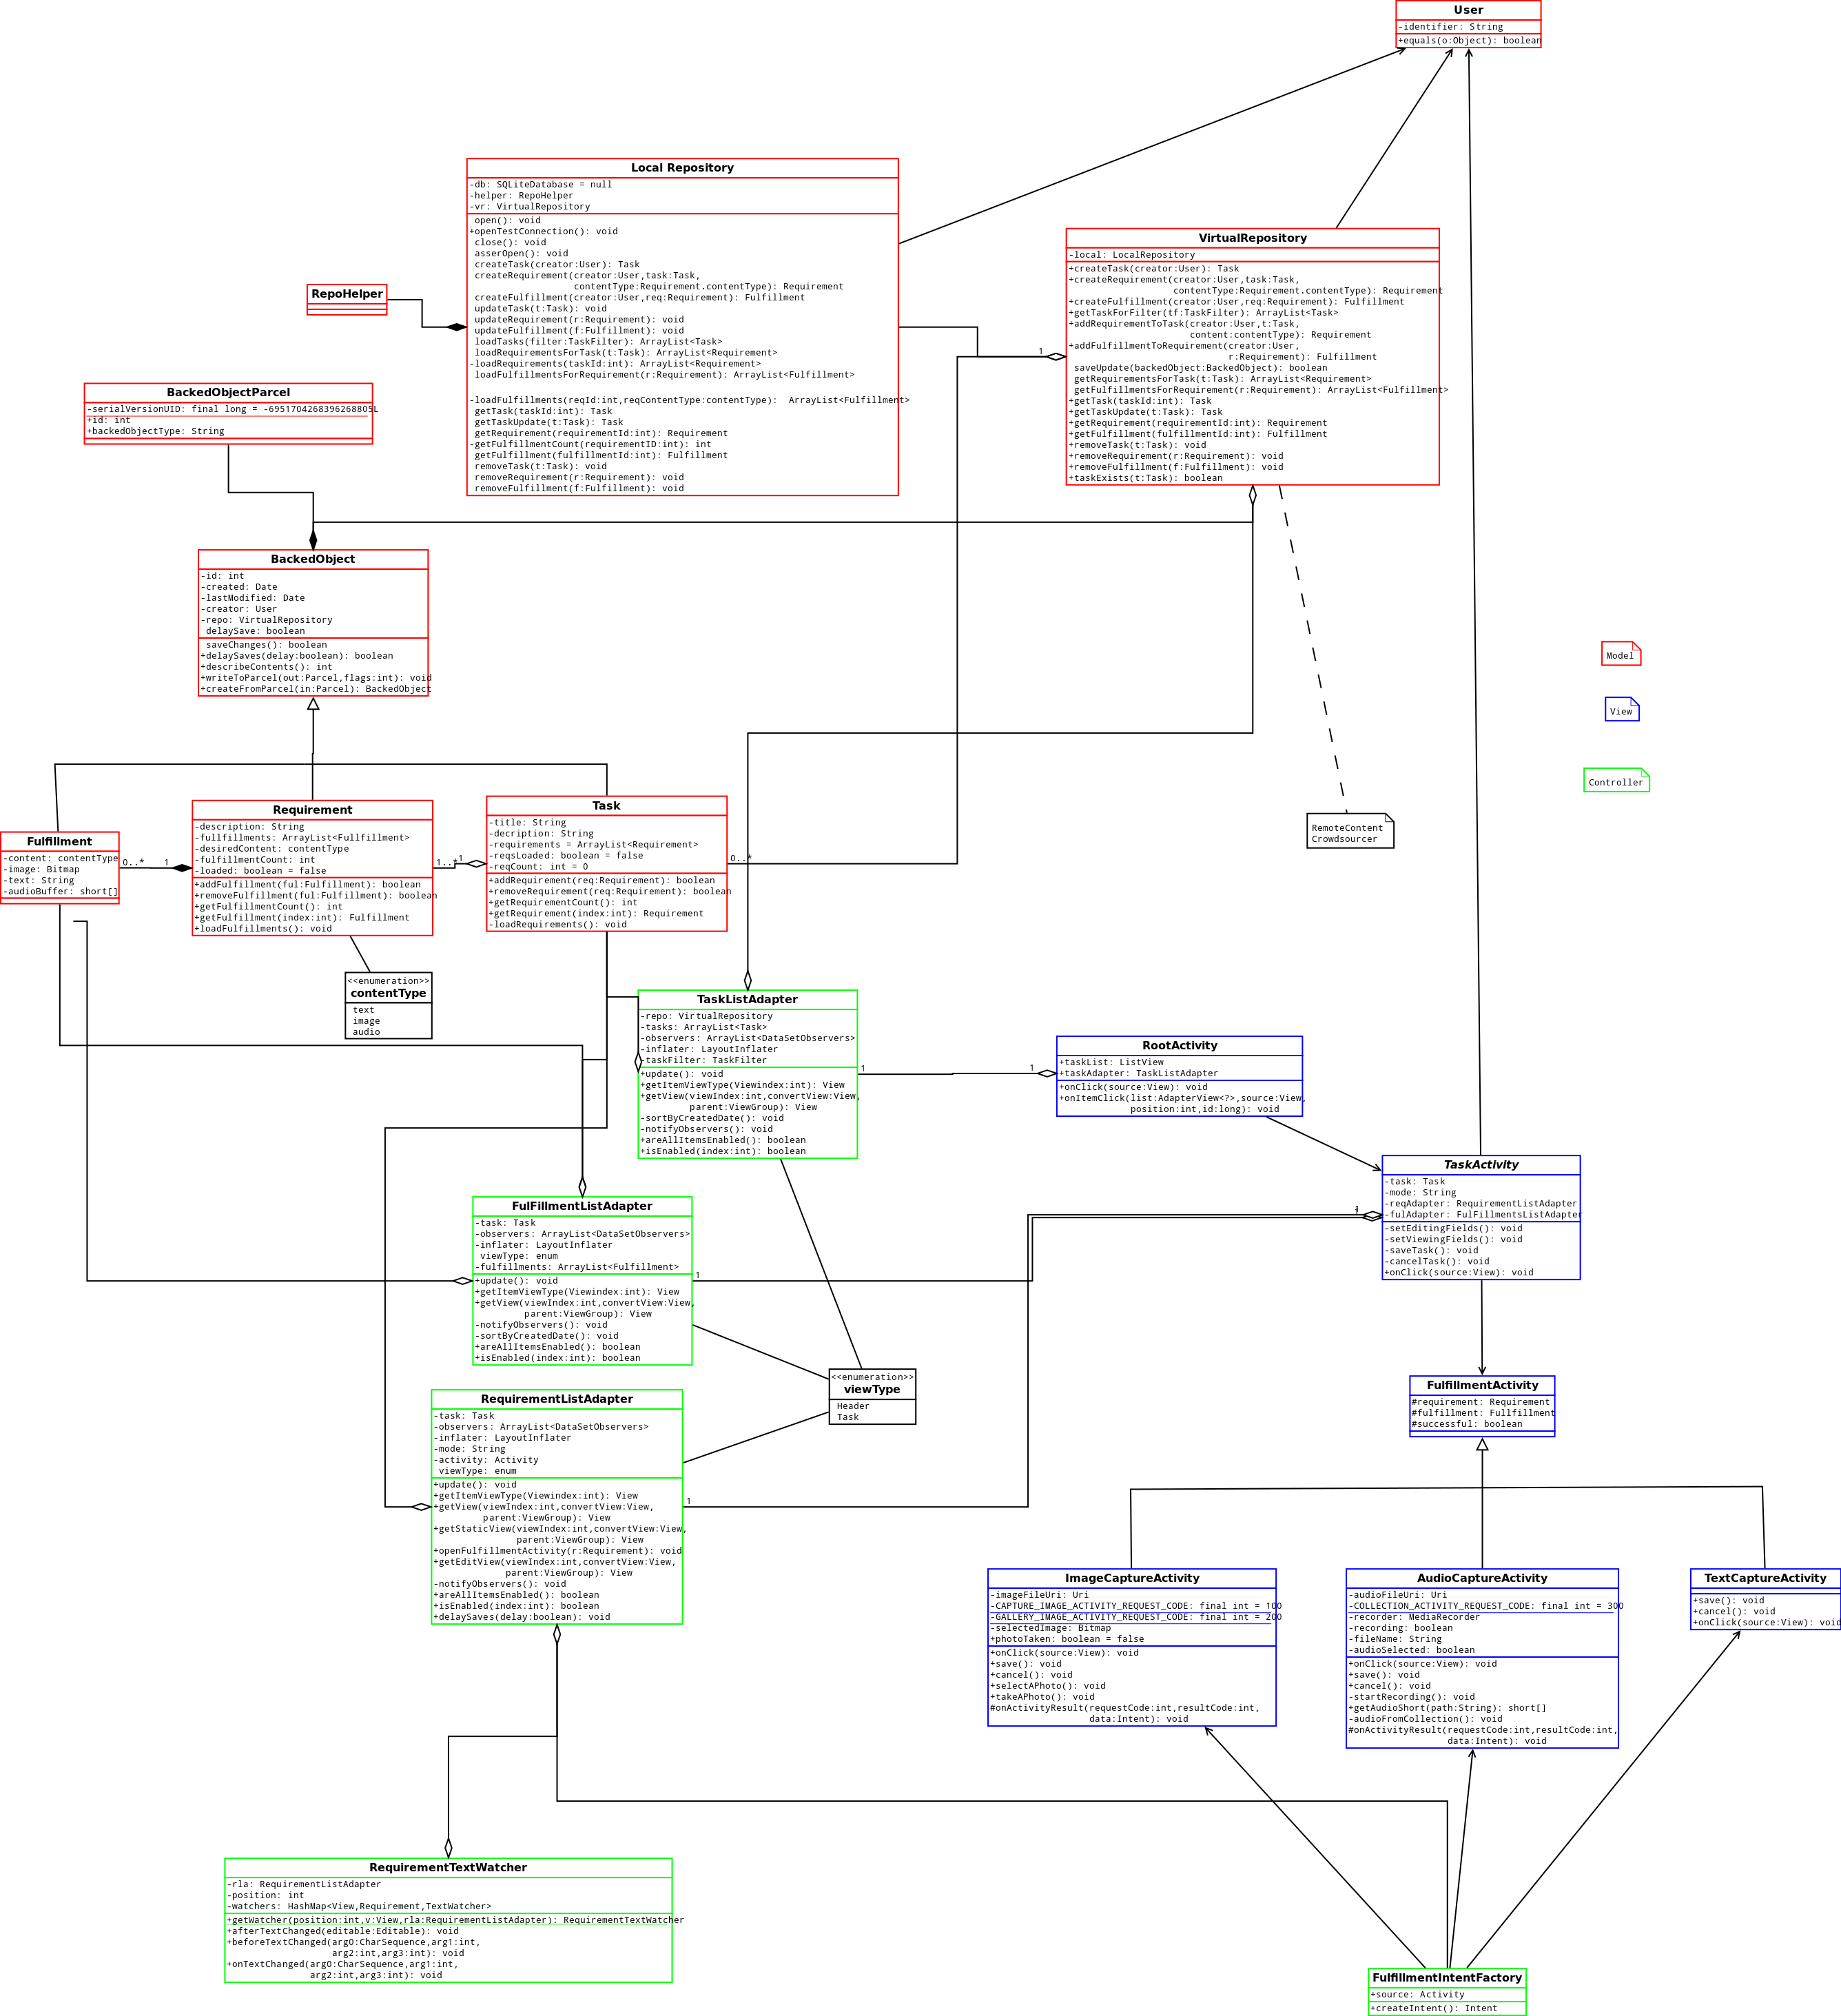 User
-identifier: String
+equals(o:Object): boolean
Local Repository
-db: SQLiteDatabase = null
-helper: RepoHelper
-vr: VirtualRepository
open(): void
+openTestConnection(): void
close(): void
asserOpen(): void
createTask(creator:User): Task
createRequirement(creator:User,task:Task,
contentType:Requirement.contentType): Requirement
createFulfillment(creator:User,req:Requirement): Fulfillment
updateTask(t:Task): void
updateRequirement(r:Requirement): void
updateFulfillment(f:Fulfillment): void
loadTasks(filter:TaskFilter): ArrayList<Task>
loadRequirementsForTask(t:Task): ArrayList<Requirement>
-loadRequirements(taskId:int): ArrayList<Requirement>
loadFulfillmentsForRequirement(r:Requirement): ArrayList<Fulfillment>
-loadFulfillments(reqId:int,reqContentType:contentType):  ArrayList<Fulfillment>
getTask(taskId:int): Task
getTaskUpdate(t:Task): Task
getRequirement(requirementId:int): Requirement
-getFulfillmentCount(requirementID:int): int
getFulfillment(fulfillmentId:int): Fulfillment
removeTask(t:Task): void
removeRequirement(r:Requirement): void
removeFulfillment(f:Fulfillment): void
VirtualRepository
-local: LocalRepository
+createTask(creator:User): Task
+createRequirement(creator:User,task:Task,
contentType:Requirement.contentType): Requirement
+createFulfillment(creator:User,req:Requirement): Fulfillment
+getTaskForFilter(tf:TaskFilter): ArrayList<Task>
+addRequirementToTask(creator:User,t:Task,
content:contentType): Requirement
+addFulfillmentToRequirement(creator:User,
r:Requirement): Fulfillment
saveUpdate(backedObject:BackedObject): boolean
getRequirementsForTask(t:Task): ArrayList<Requirement>
getFulfillmentsForRequirement(r:Requirement): ArrayList<Fulfillment>
+getTask(taskId:int): Task
+getTaskUpdate(t:Task): Task
+getRequirement(requirementId:int): Requirement
+getFulfillment(fulfillmentId:int): Fulfillment
+removeTask(t:Task): void
+removeRequirement(r:Requirement): void
+removeFulfillment(f:Fulfillment): void
+taskExists(t:Task): boolean
1
RepoHelper
BackedObjectParcel
-serialVersionUID: final long = -6951704268396268805L
+id: int
+backedObjectType: String
BackedObject
-id: int
-created: Date
-lastModified: Date
-creator: User
-repo: VirtualRepository
delaySave: boolean
saveChanges(): boolean
+delaySaves(delay:boolean): boolean
+describeContents(): int
+writeToParcel(out:Parcel,flags:int): void
+createFromParcel(in:Parcel): BackedObject
Model
View
Controller
RemoteContent
Crowdsourcer
Fulfillment
-content: contentType
-image: Bitmap
-text: String
-audioBuffer: short[]
0..*
1
Requirement
-description: String
-fullfillments: ArrayList<Fullfillment>
-desiredContent: contentType
-fulfillmentCount: int
-loaded: boolean = false
+addFulfillment(ful:Fulfillment): boolean
+removeFulfillment(ful:Fulfillment): boolean
+getFulfillmentCount(): int
+getFulfillment(index:int): Fulfillment
+loadFulfillments(): void
1..*
1
Task
-title: String
-decription: String
-requirements = ArrayList<Requirement>
-reqsLoaded: boolean = false
-reqCount: int = 0
+addRequirement(req:Requirement): boolean
+removeRequirement(req:Requirement): boolean
+getRequirementCount(): int
+getRequirement(index:int): Requirement
-loadRequirements(): void
0..*
<<enumeration>>
contentType
text
image
audio
TaskListAdapter
-repo: VirtualRepository
-tasks: ArrayList<Task>
-observers: ArrayList<DataSetObservers>
-inflater: LayoutInflater
-taskFilter: TaskFilter
+update(): void
+getItemViewType(Viewindex:int): View
+getView(viewIndex:int,convertView:View,
parent:ViewGroup): View
-sortByCreatedDate(): void
-notifyObservers(): void
+areAllItemsEnabled(): boolean
+isEnabled(index:int): boolean
1
1
RootActivity
+taskList: ListView
+taskAdapter: TaskListAdapter
+onClick(source:View): void
+onItemClick(list:AdapterView<?>,source:View,
position:int,id:long): void
TaskActivity
-task: Task
-mode: String
-reqAdapter: RequirementListAdapter
-fulAdapter: FulFillmentsListAdapter
-setEditingFields(): void
-setViewingFields(): void
-saveTask(): void
-cancelTask(): void
+onClick(source:View): void
1
1
FulFillmentListAdapter
-task: Task
-observers: ArrayList<DataSetObservers>
-inflater: LayoutInflater
viewType: enum
-fulfillments: ArrayList<Fulfillment>
+update(): void
+getItemViewType(Viewindex:int): View
+getView(viewIndex:int,convertView:View,
parent:ViewGroup): View
-notifyObservers(): void
-sortByCreatedDate(): void
+areAllItemsEnabled(): boolean
+isEnabled(index:int): boolean
1
<<enumeration>>
viewType
Header
Task
RequirementListAdapter
-task: Task
-observers: ArrayList<DataSetObservers>
-inflater: LayoutInflater
-mode: String
-activity: Activity
viewType: enum
+update(): void
+getItemViewType(Viewindex:int): View
+getView(viewIndex:int,convertView:View,
parent:ViewGroup): View
+getStaticView(viewIndex:int,convertView:View,
parent:ViewGroup): View
+openFulfillmentActivity(r:Requirement): void
+getEditView(viewIndex:int,convertView:View,
parent:ViewGroup): View
-notifyObservers(): void
+areAllItemsEnabled(): boolean
+isEnabled(index:int): boolean
+delaySaves(delay:boolean): void
1
FulfillmentActivity
#requirement: Requirement
#fulfillment: Fullfillment
#successful: boolean
ImageCaptureActivity
-imageFileUri: Uri
-CAPTURE_IMAGE_ACTIVITY_REQUEST_CODE: final int = 100
-GALLERY_IMAGE_ACTIVITY_REQUEST_CODE: final int = 200
-selectedImage: Bitmap
+photoTaken: boolean = false
+onClick(source:View): void
+save(): void
+cancel(): void
+selectAPhoto(): void
+takeAPhoto(): void
#onActivityResult(requestCode:int,resultCode:int,
data:Intent): void
AudioCaptureActivity
-audioFileUri: Uri
-COLLECTION_ACTIVITY_REQUEST_CODE: final int = 300
-recorder: MediaRecorder
-recording: boolean
-fileName: String
-audioSelected: boolean
+onClick(source:View): void
+save(): void
+cancel(): void
-startRecording(): void
+getAudioShort(path:String): short[]
-audioFromCollection(): void
#onActivityResult(requestCode:int,resultCode:int,
data:Intent): void
TextCaptureActivity
+save(): void
+cancel(): void
+onClick(source:View): void
RequirementTextWatcher
-rla: RequirementListAdapter
-position: int
-watchers: HashMap<View,Requirement,TextWatcher>
+getWatcher(position:int,v:View,rla:RequirementListAdapter): RequirementTextWatcher
+afterTextChanged(editable:Editable): void
+beforeTextChanged(arg0:CharSequence,arg1:int,
arg2:int,arg3:int): void
+onTextChanged(arg0:CharSequence,arg1:int,
arg2:int,arg3:int): void
FulfillmentIntentFactory
+source: Activity
+createIntent(): Intent